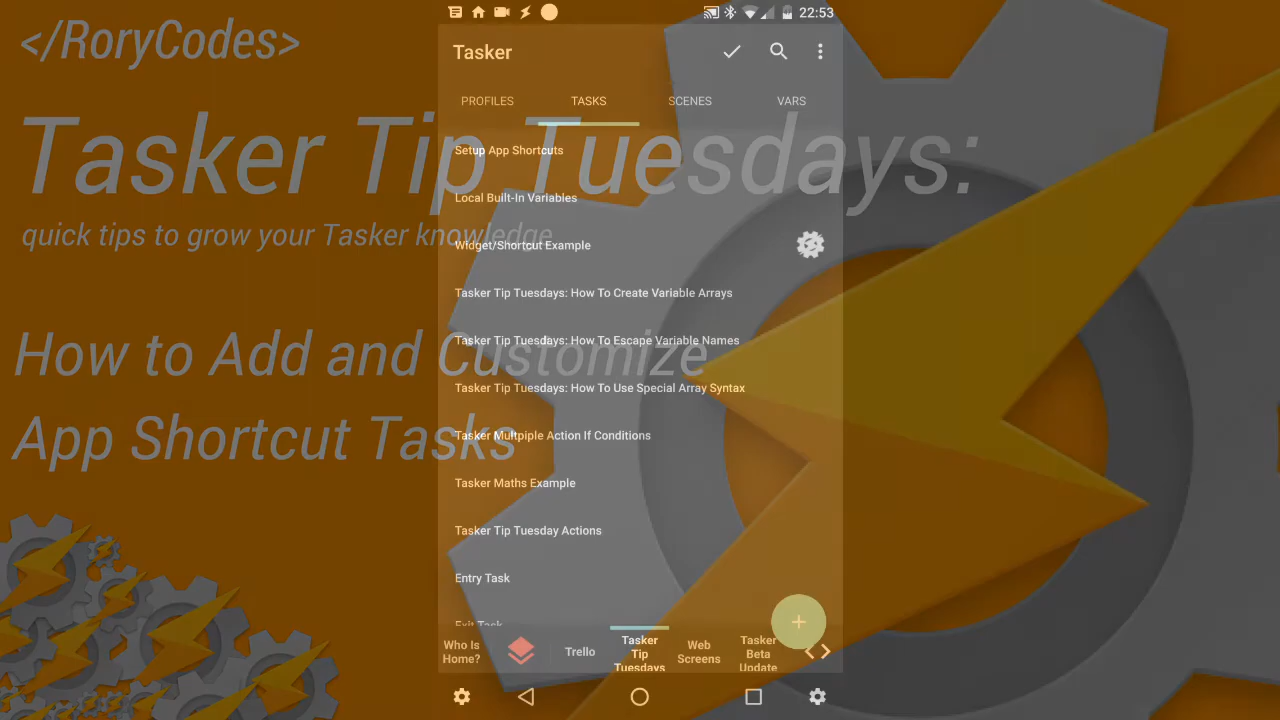 </RoryCodes>
Tasker Tip Tuesdays:
quick tips to grow your Tasker knowledge
How to Add and Customize
App Shortcut Tasks
22:53
Tasker
PROFILES TASKS SCENES VARS
Setup App Shortcuts
Local Built-In Variables
Widget/Shortcut Example
Tasker Tip Tuesdays: How To Create Variable Arrays
Tasker Tip Tuesdays: How To Escape Variable Names
Tasker Tip Tuesdays: How To Use Special Array Syntax
Tasker Multpiple Action If Conditions
Tasker Maths Example
Tasker Tip Tuesday Actions
Entry Task
Exit Task
Who Is
Home?
Trello
Tasker
Tip
Tuesdays
Web
Screens
Tasker
Beta
Update